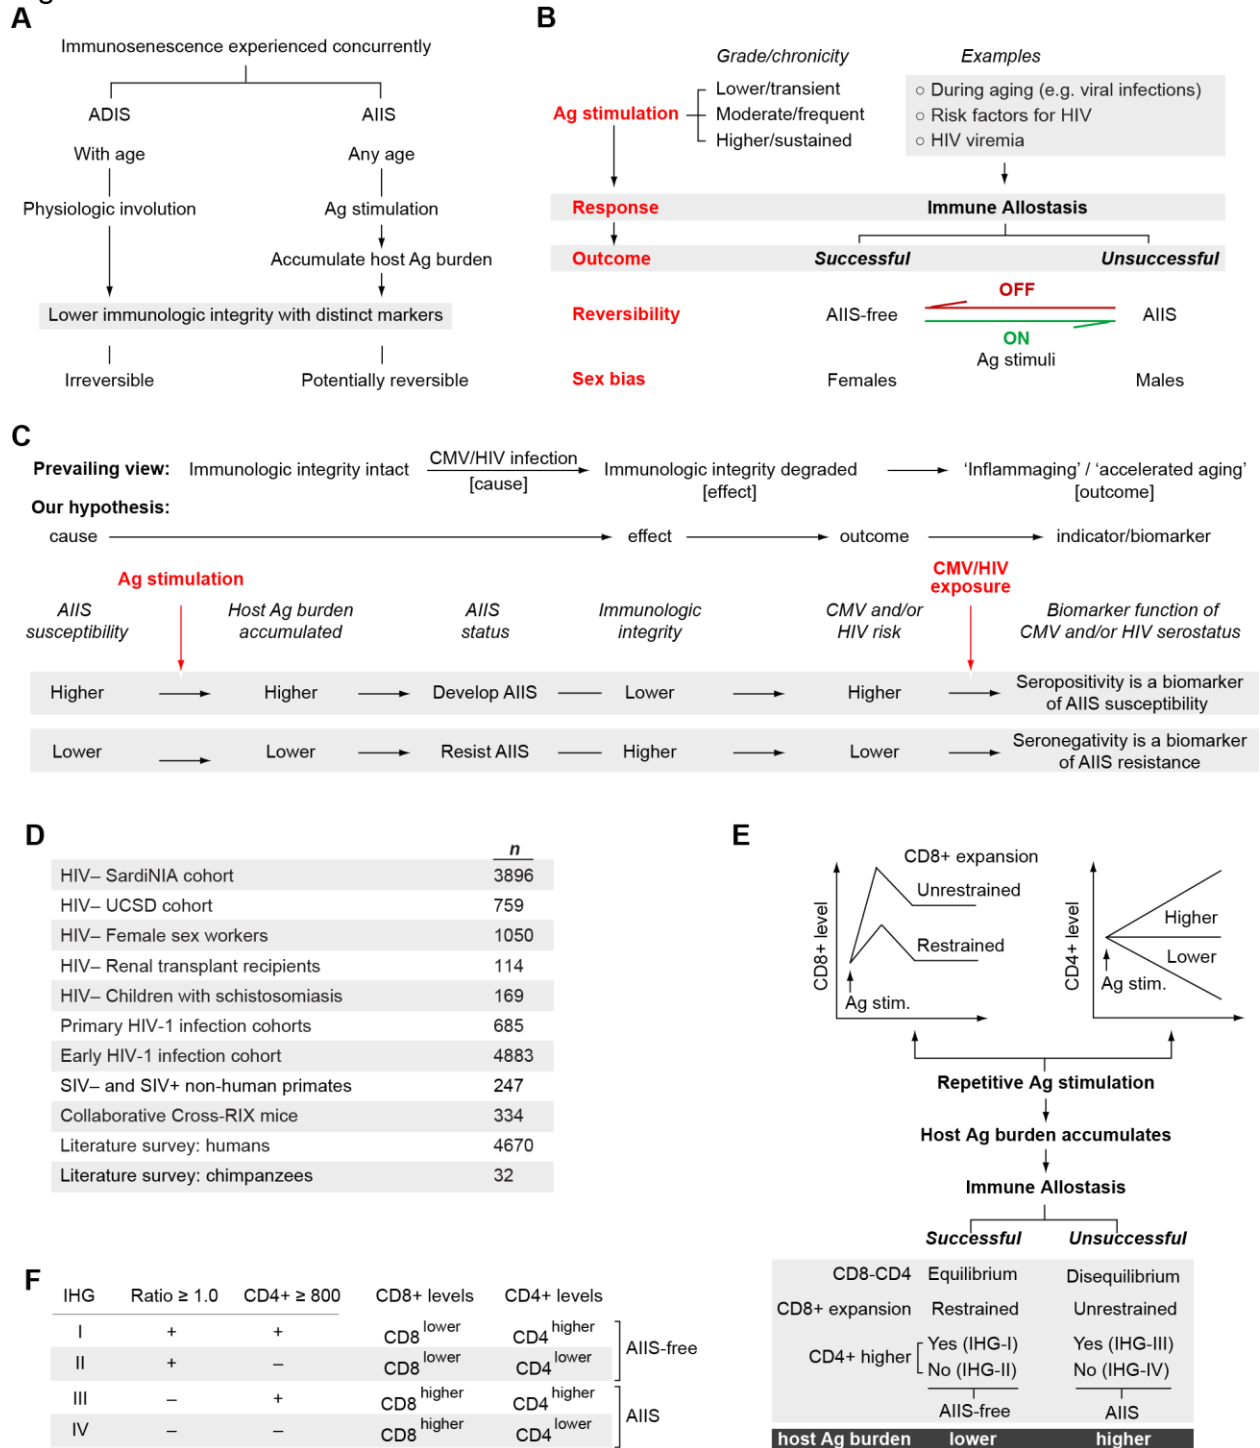 A
Immunosenescence experienced concurrently
ADIS AIIS
With age Any age
Physiologic involution Ag stimulation
Accumulate host Ag burden
Lower immunologic integrity with distinct markers
Irreversible Potentially reversible
B
Grade/chronicity Examples
Ag stimulation
Lower/transient
Moderate/frequent
Higher/sustained
○ During aging (e.g. viral infections)
○ Risk factors for HIV
○ HIV viremia
Response Immune Allostasis
Outcome Successful Unsuccessful
Reversibility AIIS-free OFF AIIS
ON
Ag stimuli
Sex bias Females Males
C
Prevailing view: Immunologic integrity intact CMV/HIV infection [cause] Immunologic integrity degraded [effect] 'Inflammaging' / 'accelerated aging' [outcome]
Our hypothesis:
cause effect outcome indicator/biomarker
Ag stimulation CMV/HIV exposure
AIIS susceptibility Host Ag burden accumulated AIIS status Immunologic integrity CMV and/or HIV risk Biomarker function of CMV and/or HIV serostatus
Higher Higher Develop AIIS Lower Higher Seropositivity is a biomarker of AIIS susceptibility
Lower Lower Resist AIIS Higher Lower Seronegativity is a biomarker of AIIS resistance
D
n
HIV– SardiNIA cohort 3896
HIV– UCSD cohort 759
HIV– Female sex workers 1050
HIV– Renal transplant recipients 114
HIV– Children with schistosomiasis 169
Primary HIV-1 infection cohorts 685
Early HIV-1 infection cohort 4883
SIV– and SIV+ non-human primates 247
Collaborative Cross-RIX mice 334
Literature survey: humans 4670
Literature survey: chimpanzees 32
E
CD8+ level
CD8+ expansion
Unrestrained
Restrained
Ag stim.
CD4+ level
Higher
Lower
Ag stim.
Repetitive Ag stimulation
Host Ag burden accumulates
Immune Allostasis
Successful Unsuccessful
CD8-CD4 Equilibrium Disequilibrium
CD8+ expansion Restrained Unrestrained
CD4+ higher Yes (IHG-I) Yes (IHG-III)
No (IHG-II) No (IHG-IV)
AIIS-free AIIS
host Ag burden lower higher
F
IHG Ratio ≥ 1.0 CD4+ ≥ 800 CD8+ levels CD4+ levels
I + + CD8 lower CD4 higher
II + – CD8 lower CD4 lower
AIIS-free
III – + CD8 higher CD4 higher
IV – – CD8 higher CD4 lower
AIIS